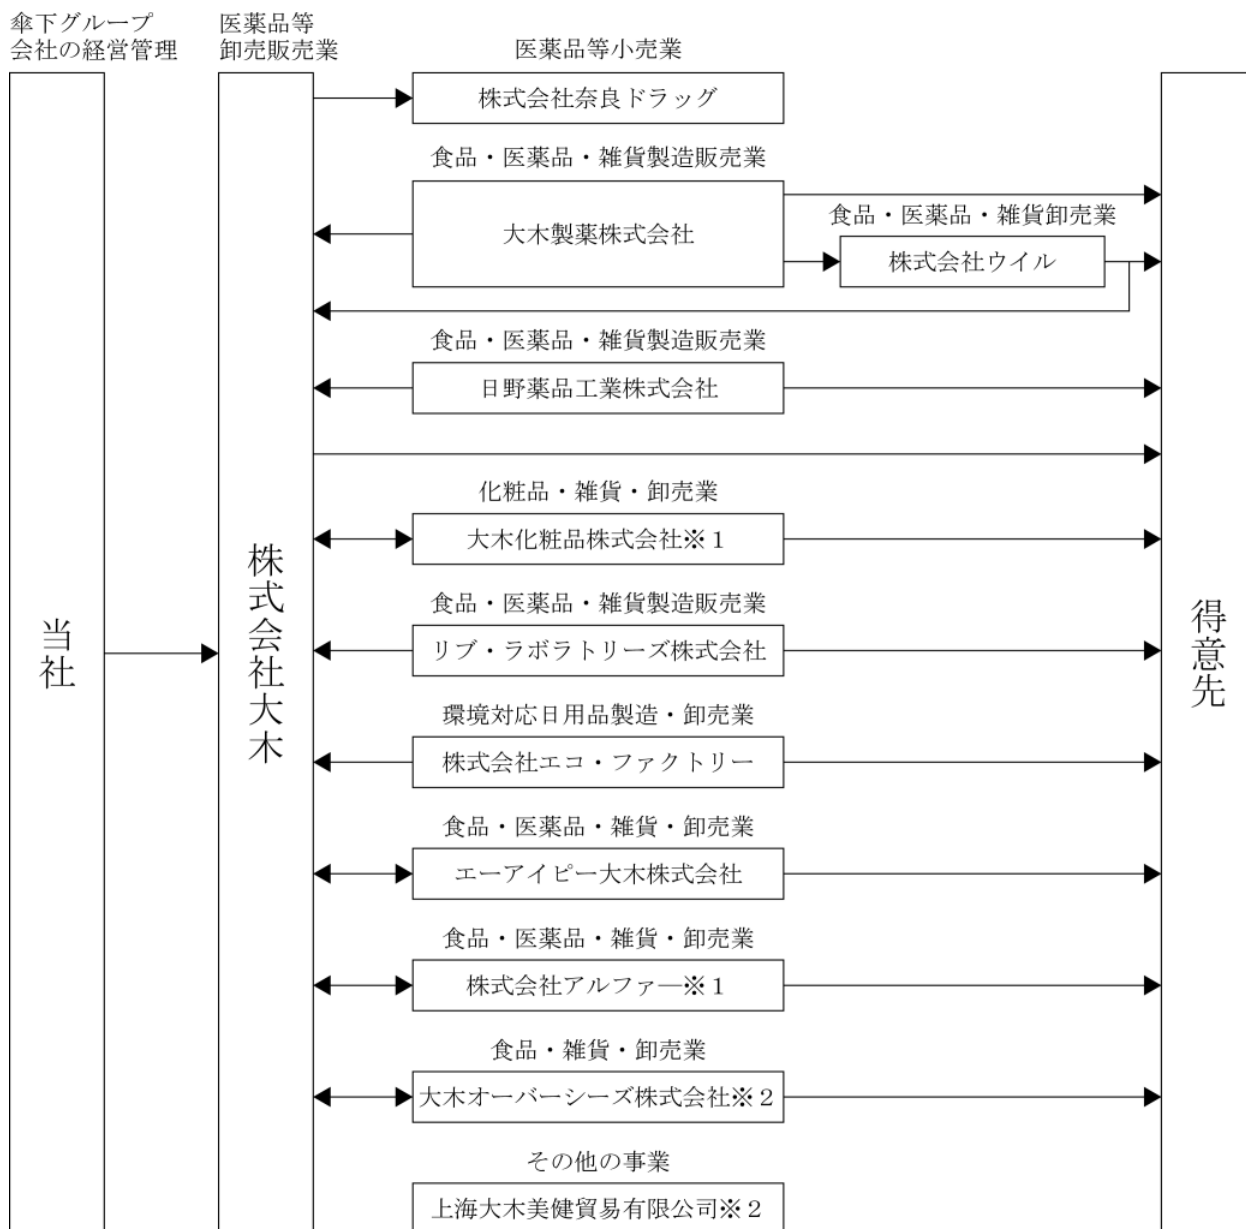 傘下グループ
会社の経営管理
医薬品等
卸売販売業
医薬品等小売業
株式会社奈良ドラッグ
食品・医薬品・雑貨製造販売業
大木製薬株式会社
食品・医薬品・雑貨卸売業
株式会社ウイル
食品・医薬品・雑貨製造販売業
日野薬品工業株式会社
化粧品・雑貨・卸売業
大木化粧品株式会社※1
食品・医薬品・雑貨製造販売業
リブ・ラボラトリーズ株式会社
環境対応日用品製造・卸売業
株式会社エコ・ファクトリー
食品・医薬品・雑貨・卸売業
エーアイピー大木株式会社
食品・医薬品・雑貨・卸売業
株式会社アルファ―※1
食品・雑貨・卸売業
大木オーバーシーズ株式会社※2
その他の事業
上海大木美健貿易有限公司※2
当社
株式会社大木
得意先